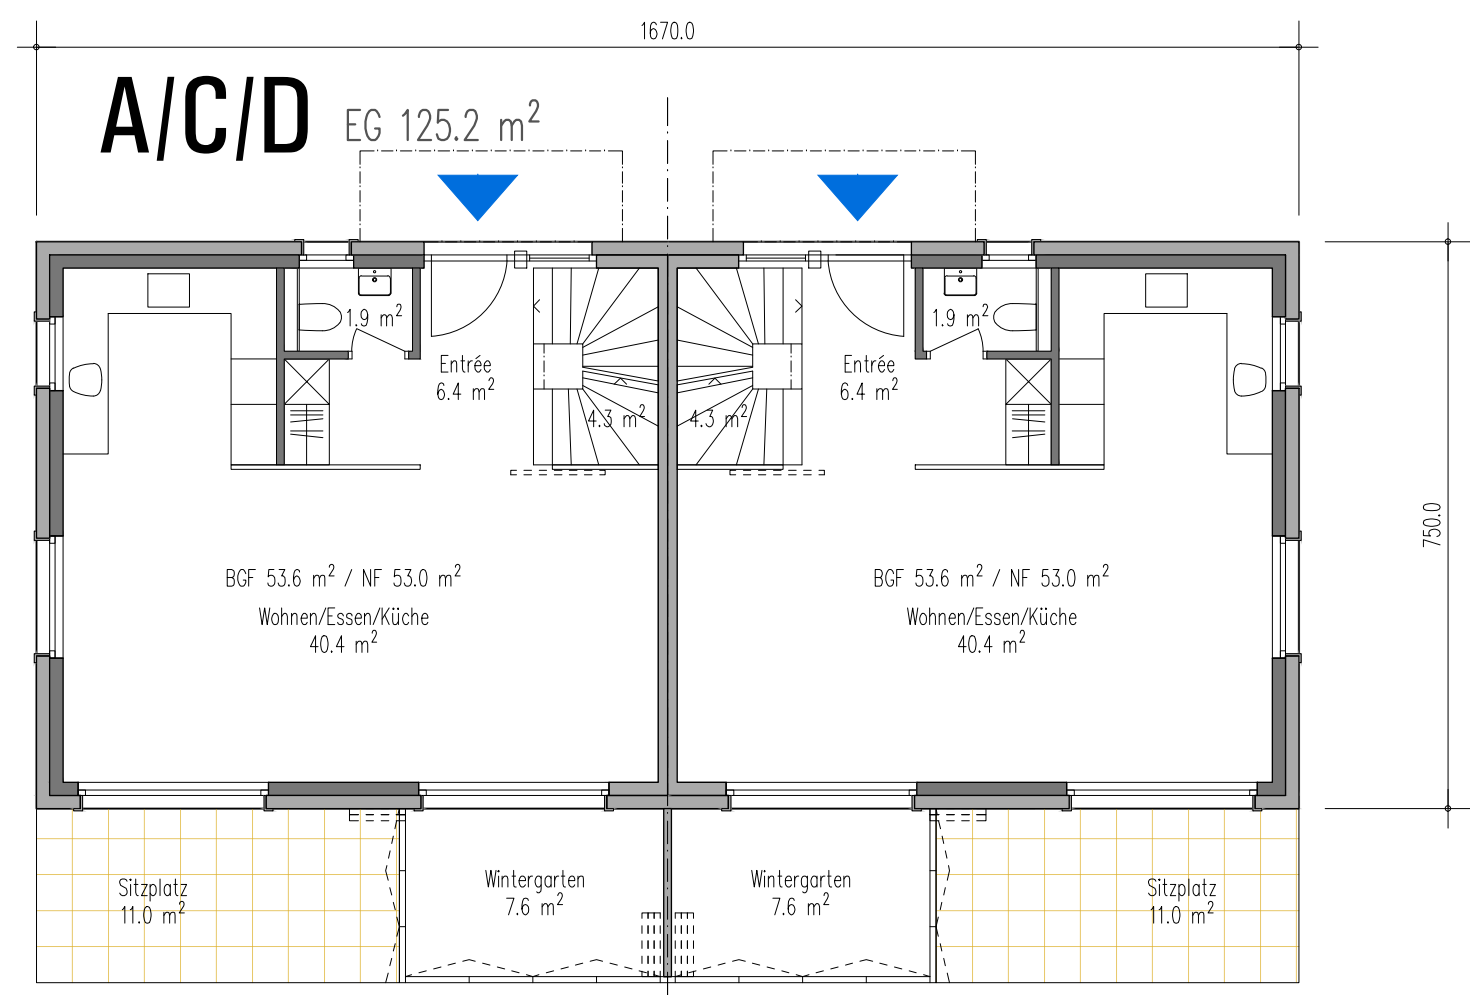 1670.0
A/C/D EG 125.2 m²
1.9 m²
1.9 m²
Entrée
6.4 m²
Entrée
6.4 m²
4.3 m²
4.3 m²
750.0
BGF 53.6 m² / NF 53.0 m²
Wohnen/Essen/Küche
40.4 m²
BGF 53.6 m² / NF 53.0 m²
Wohnen/Essen/Küche
40.4 m²
Sitzplatz
11.0 m²
Wintergarten
7.6 m²
Wintergarten
7.6 m²
Sitzplatz
11.0 m²